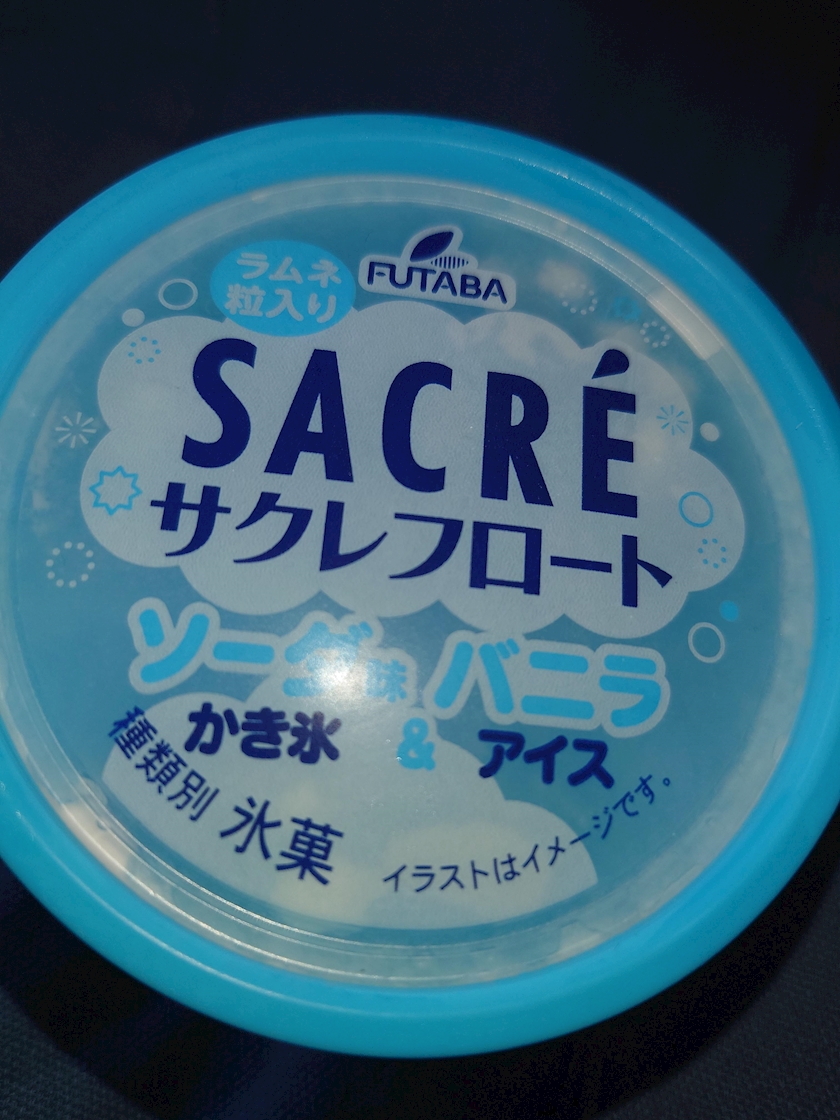 ラムネ
粒入り
FUTABA
SACRÉ
サクレフロート
ソーダ味 バニラ
かき氷 & アイス
種類別 氷菓
イラストはイメージです。